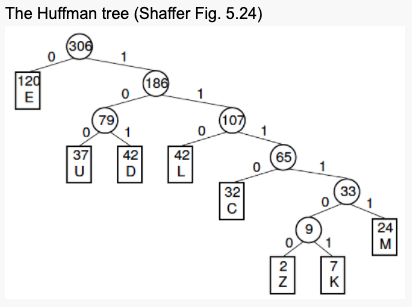 The Huffman tree (Shaffer Fig. 5.24)
306
0 1
120
E
186
0 1
79
107
0 1
0 1
37
U
42
D
42
L
65
0 1
32
C
33
0 1
9
24
M
0 1
2
Z
7
K